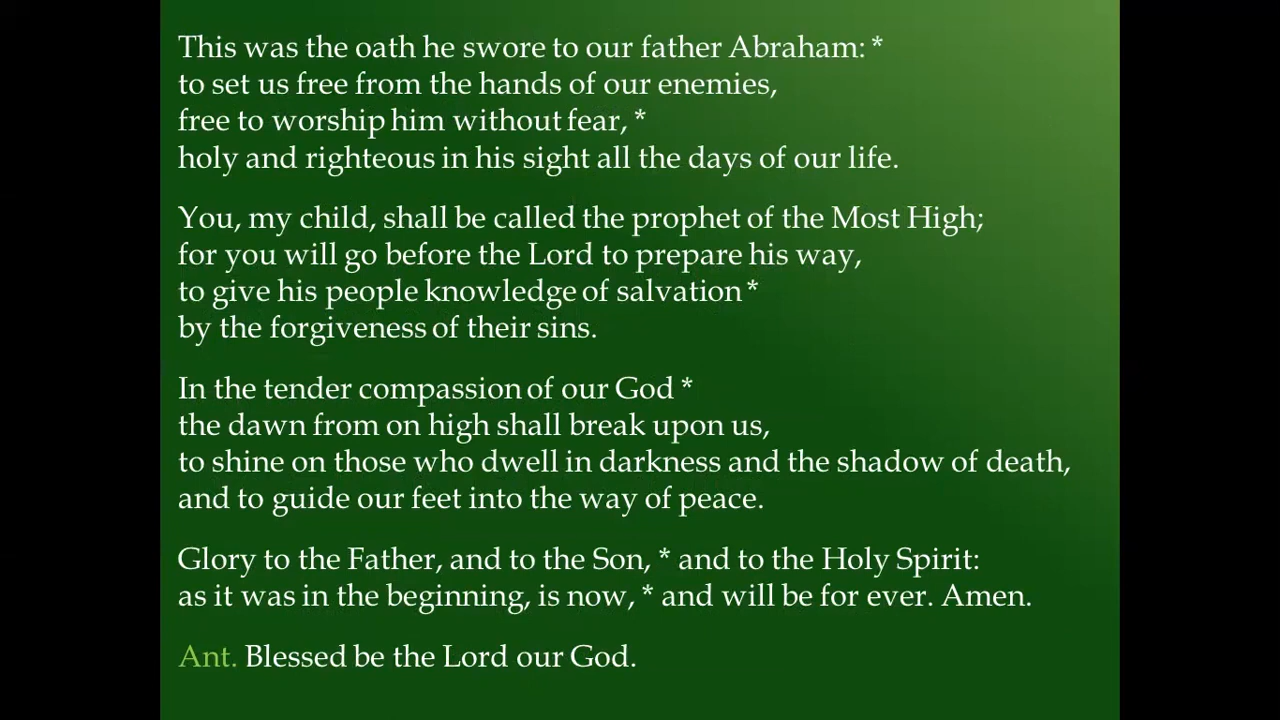 This was the oath he swore to our father Abraham: *
to set us free from the hands of our enemies,
free to worship him without fear, *
holy and righteous in his sight all the days of our life.
You, my child, shall be called the prophet of the Most High;
for you will go before the Lord to prepare his way,
to give his people knowledge of salvation *
by the forgiveness of their sins.
In the tender compassion of our God *
the dawn from on high shall break upon us,
to shine on those who dwell in darkness and the shadow of death,
and to guide our feet into the way of peace.
Glory to the Father, and to the Son, * and to the Holy Spirit:
as it was in the beginning, is now, * and will be for ever. Amen.
Ant. Blessed be the Lord our God.